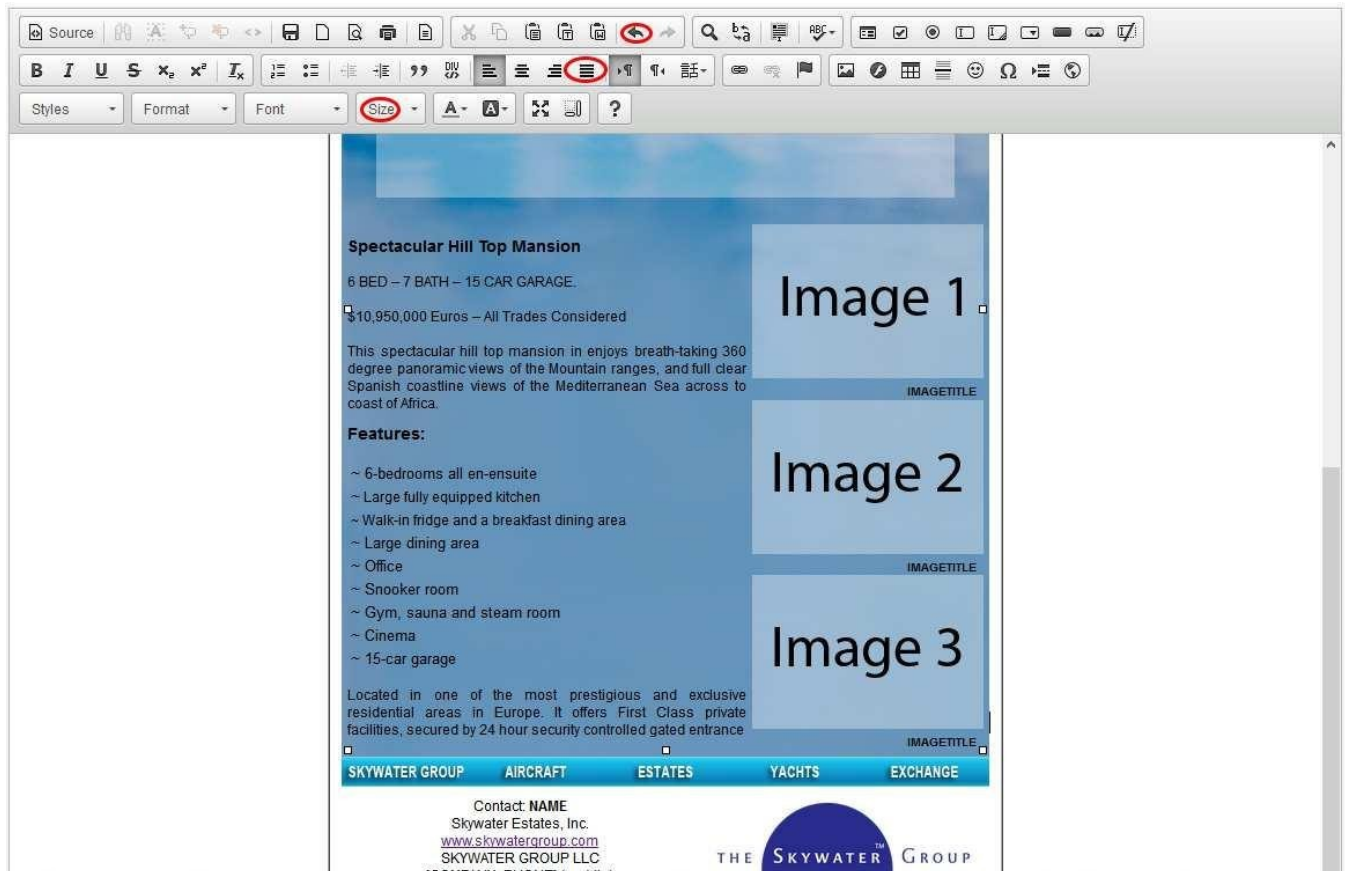 Source
Styles Format Font Size ?
Spectacular Hill Top Mansion
6 BED – 7 BATH – 15 CAR GARAGE.
$10,950,000 Euros – All Trades Considered
This spectacular hill top mansion in enjoys breath-taking 360
degree panoramic views of the Mountain ranges, and full clear
Spanish coastline views of the Mediterranean Sea across to
coast of Africa.
Features:
~ 6-bedrooms all en-ensuite
~ Large fully equipped kitchen
~ Walk-in fridge and a breakfast dining area
~ Large dining area
~ Office
~ Snooker room
~ Gym, sauna and steam room
~ Cinema
~ 15-car garage
Located in one of the most prestigious and exclusive
residential areas in Europe. It offers First Class private
facilities, secured by 24 hour security controlled gated entrance
Image 1
IMAGETITLE
Image 2
IMAGETITLE
Image 3
IMAGETITLE
SKYWATER GROUP AIRCRAFT ESTATES YACHTS EXCHANGE
Contact: NAME
Skywater Estates, Inc.
www.skywatergroup.com
SKYWATER GROUP LLC
THE SKYWATER™ GROUP